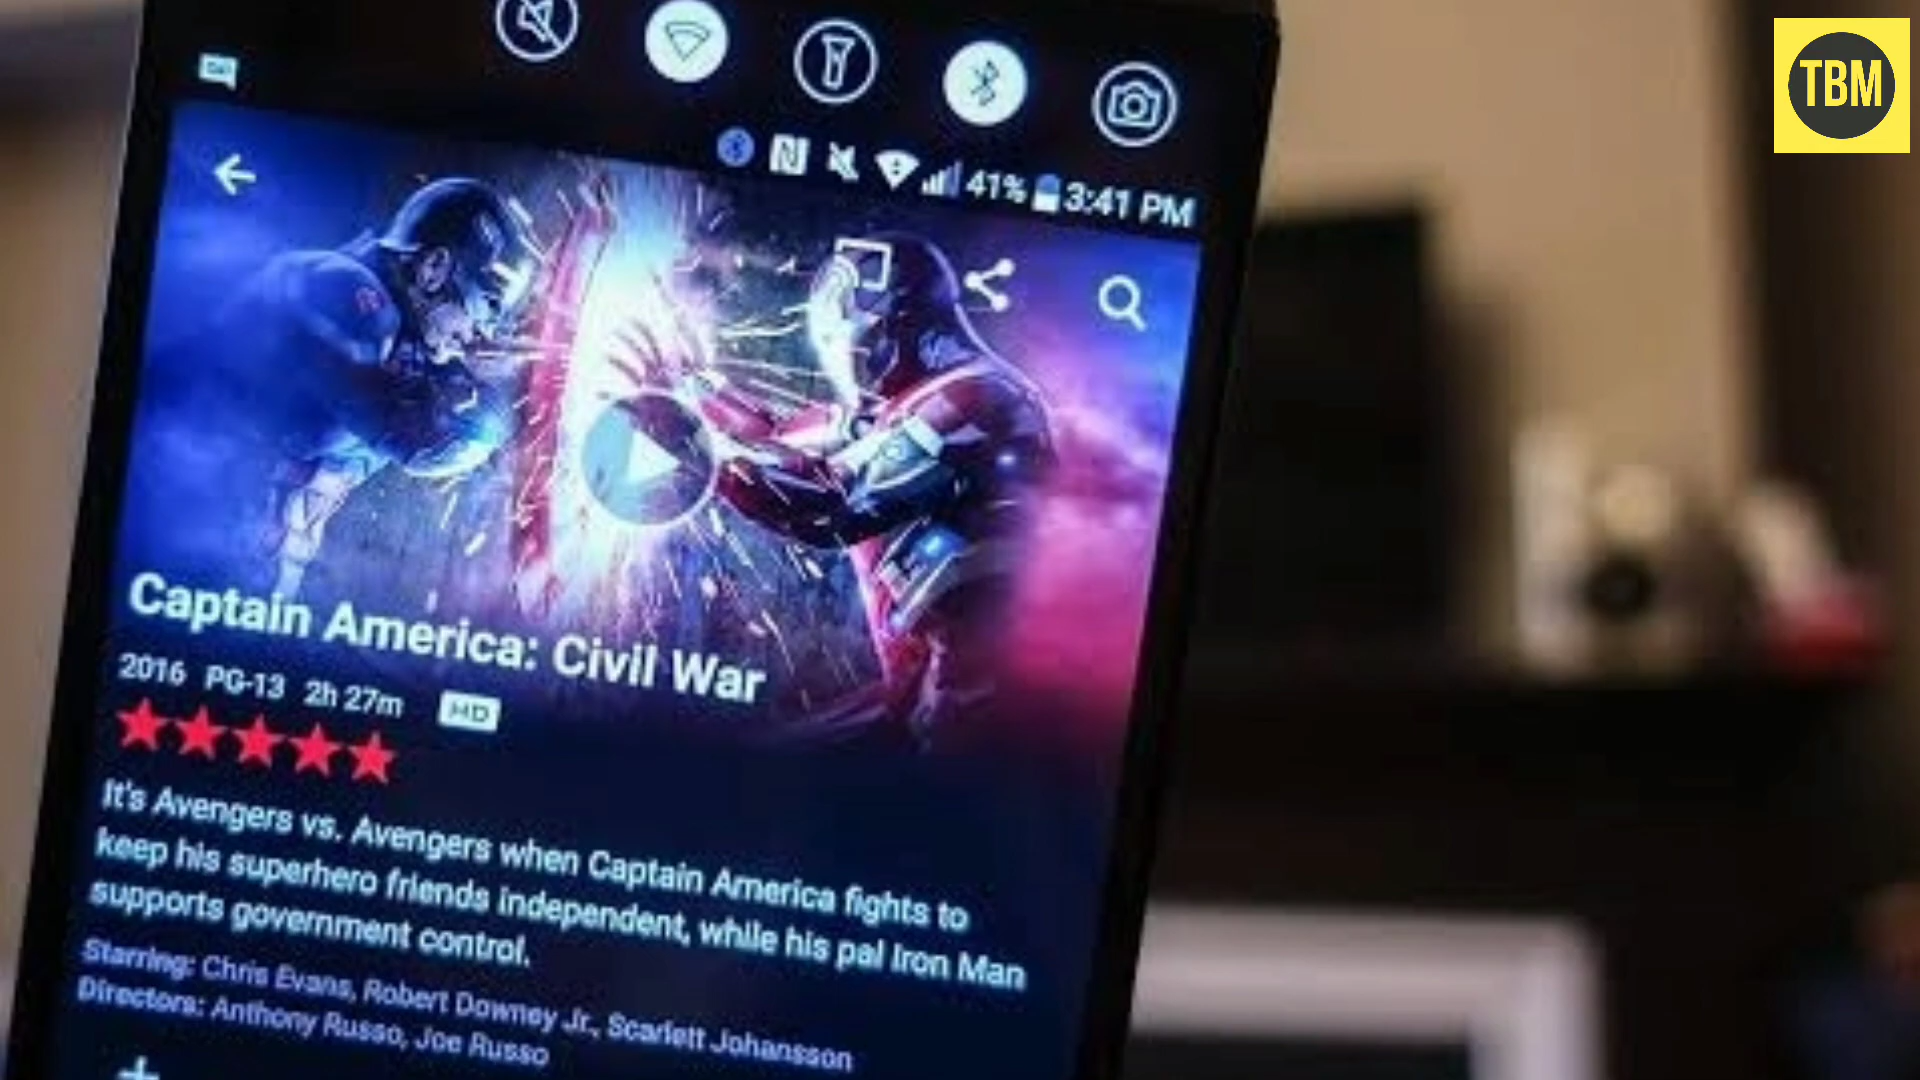 TBM
41% 3:41 PM
Captain America: Civil War
2016 PG-13 2h 27m HD
It's Avengers vs. Avengers when Captain America fights to
keep his superhero friends independent, while his pal Iron Man
supports government control.
Starring: Chris Evans, Robert Downey Jr., Scarlett Johansson
Directors: Anthony Russo, Joe Russo